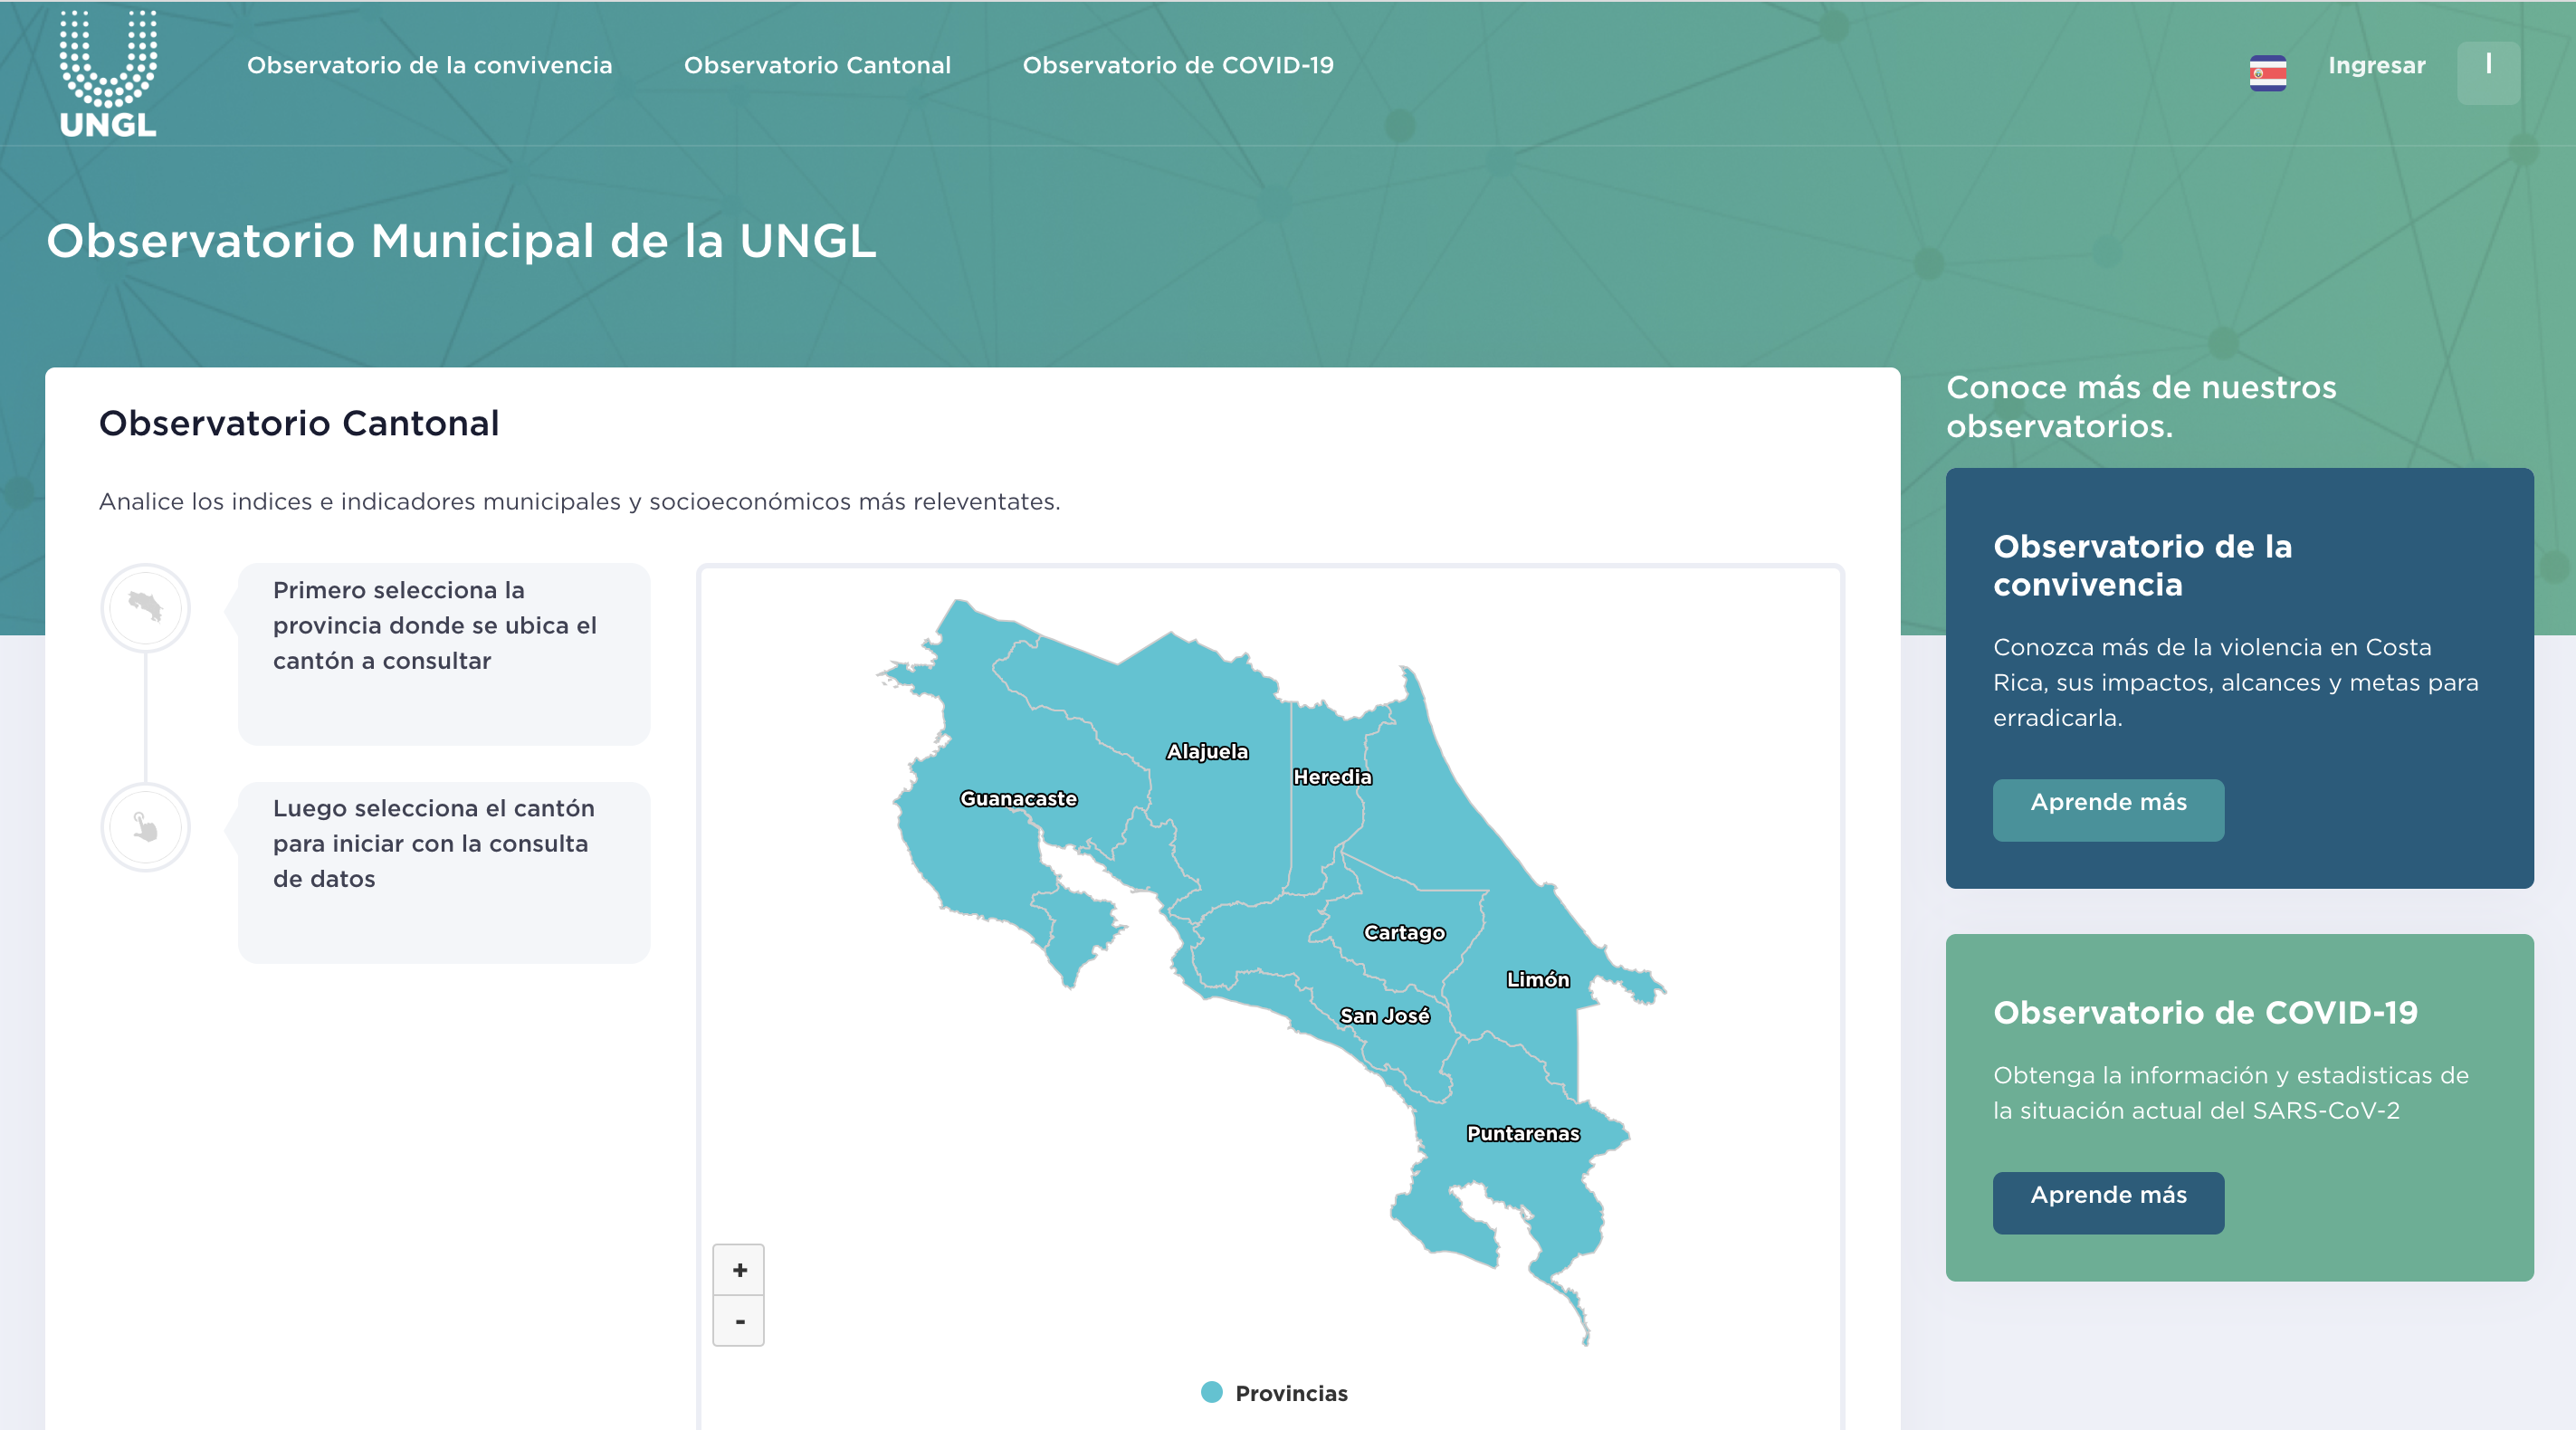 UNGL
Observatorio de la convivencia
Observatorio Cantonal
Observatorio de COVID-19
Ingresar
I
Observatorio Municipal de la UNGL
Observatorio Cantonal
Analice los indices e indicadores municipales y socioeconómicos más releventates.
Primero selecciona la
provincia donde se ubica el
cantón a consultar
Luego selecciona el cantón
para iniciar con la consulta
de datos
Alajuela
Heredia
Guanacaste
Cartago
Limón
San José
Puntarenas
+
-
Provincias
Conoce más de nuestros
observatorios.
Observatorio de la
convivencia
Conozca más de la violencia en Costa
Rica, sus impactos, alcances y metas para
erradicarla.
Aprende más
Observatorio de COVID-19
Obtenga la información y estadisticas de
la situación actual del SARS-CoV-2
Aprende más